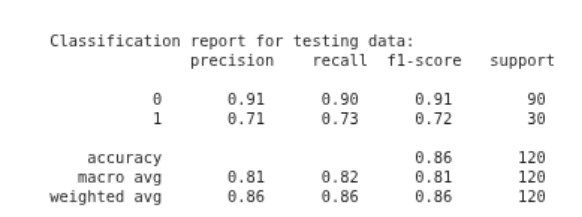 Classification report for testing data:
precision recall f1-score support
0 0.91 0.90 0.91 90
1 0.71 0.73 0.72 30
accuracy 0.86 120
macro avg 0.81 0.82 0.81 120
weighted avg 0.86 0.86 0.86 120